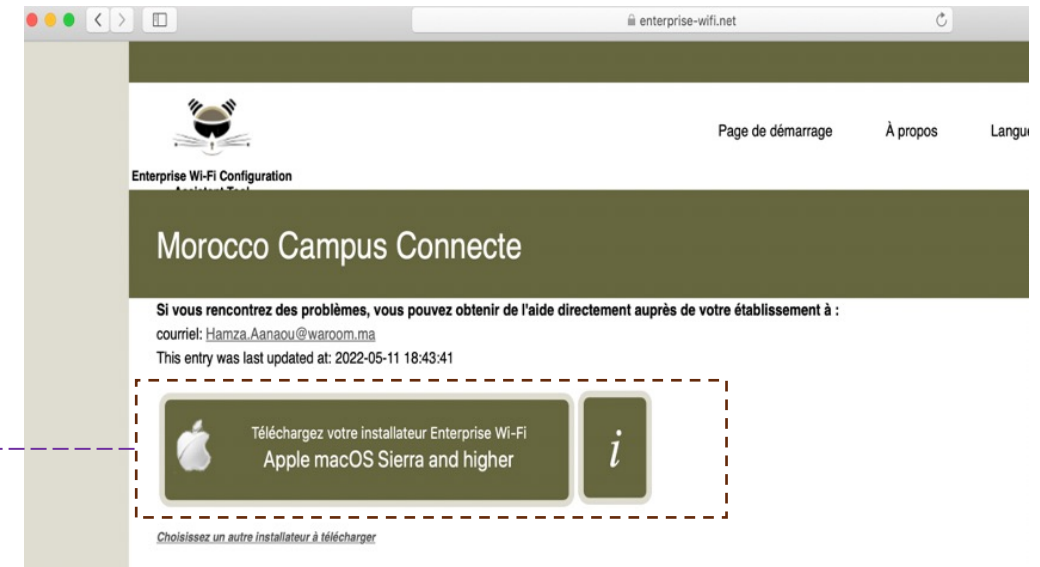 enterprise-wifi.net
Page de démarrage À propos Langue
Enterprise Wi-Fi Configuration
Assistant Tool
Morocco Campus Connecte
Si vous rencontrez des problèmes, vous pouvez obtenir de l'aide directement auprès de votre établissement à :
courriel: Hamza.Aanaou@waroom.ma
This entry was last updated at: 2022-05-11 18:43:41
Téléchargez votre installateur Enterprise Wi-Fi
Apple macOS Sierra and higher
i
Choisissez un autre installateur à télécharger